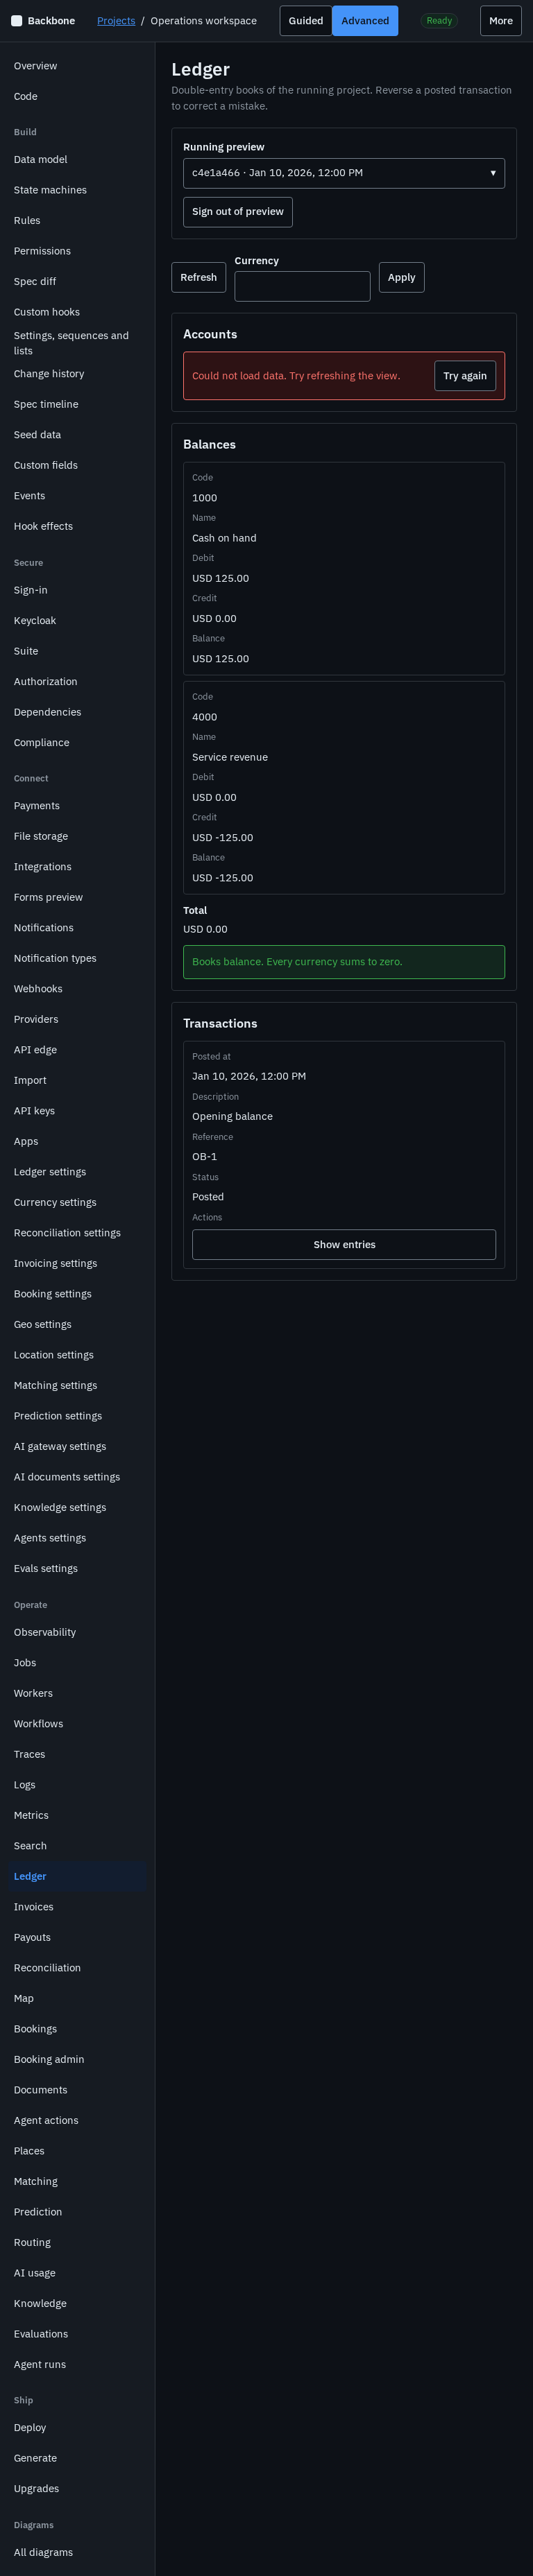 Backbone
Projects / Operations workspace
Guided
Advanced
Ready
More
Overview
Code
Build
Data model
State machines
Rules
Permissions
Spec diff
Custom hooks
Settings, sequences and
lists
Change history
Spec timeline
Seed data
Custom fields
Events
Hook effects
Secure
Sign-in
Keycloak
Suite
Authorization
Dependencies
Compliance
Connect
Payments
File storage
Integrations
Forms preview
Notifications
Notification types
Webhooks
Providers
API edge
Import
API keys
Apps
Ledger settings
Currency settings
Reconciliation settings
Invoicing settings
Booking settings
Geo settings
Location settings
Matching settings
Prediction settings
AI gateway settings
AI documents settings
Knowledge settings
Agents settings
Evals settings
Operate
Observability
Jobs
Workers
Workflows
Traces
Logs
Metrics
Search
Ledger
Invoices
Payouts
Reconciliation
Map
Bookings
Booking admin
Documents
Agent actions
Places
Matching
Prediction
Routing
AI usage
Knowledge
Evaluations
Agent runs
Ship
Deploy
Generate
Upgrades
Diagrams
All diagrams
Ledger
Double-entry books of the running project. Reverse a posted transaction
to correct a mistake.
Running preview
c4e1a466 · Jan 10, 2026, 12:00 PM ▾
Sign out of preview
Refresh
Currency
Apply
Accounts
Could not load data. Try refreshing the view.
Try again
Balances
Code
1000
Name
Cash on hand
Debit
USD 125.00
Credit
USD 0.00
Balance
USD 125.00
Code
4000
Name
Service revenue
Debit
USD 0.00
Credit
USD -125.00
Balance
USD -125.00
Total
USD 0.00
Books balance. Every currency sums to zero.
Transactions
Posted at
Jan 10, 2026, 12:00 PM
Description
Opening balance
Reference
OB-1
Status
Posted
Actions
Show entries